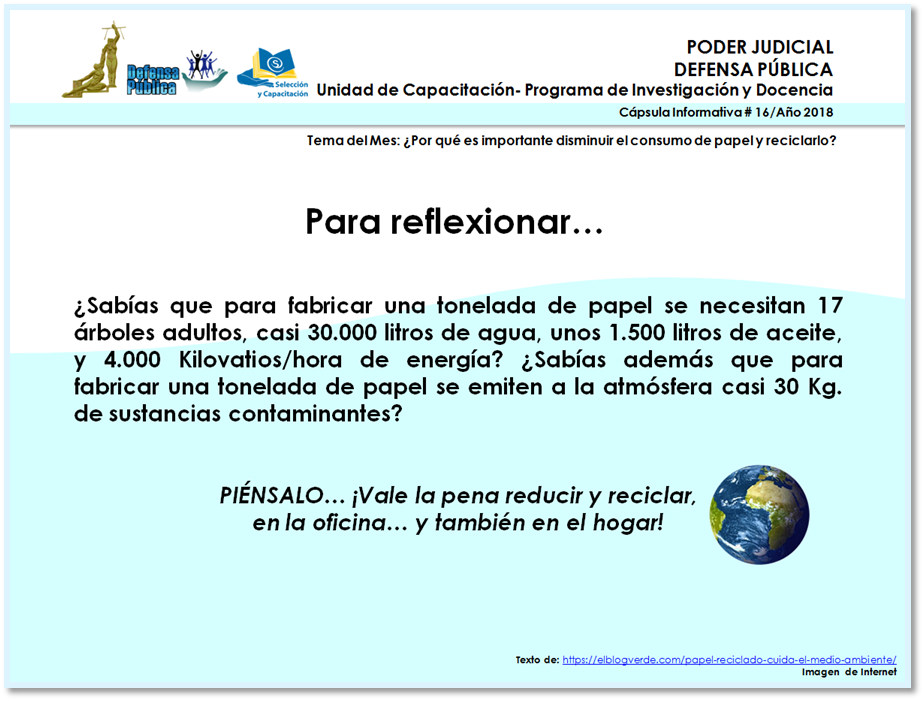 PODER JUDICIAL
DEFENSA PÚBLICA
Defensa
Pública
Selección
y Capacitación
Unidad de Capacitación- Programa de Investigación y Docencia
Cápsula Informativa # 16/Año 2018
Tema del Mes: ¿Por qué es importante disminuir el consumo de papel y reciclarlo?
Para reflexionar…
¿Sabías que para fabricar una tonelada de papel se necesitan 17
árboles adultos, casi 30.000 litros de agua, unos 1.500 litros de aceite,
y 4.000 Kilovatios/hora de energía? ¿Sabías además que para
fabricar una tonelada de papel se emiten a la atmósfera casi 30 Kg.
de sustancias contaminantes?
PIÉNSALO… ¡Vale la pena reducir y reciclar,
en la oficina… y también en el hogar!
Texto de: https://elblogverde.com/papel-reciclado-cuida-el-medio-ambiente/
Imagen de Internet